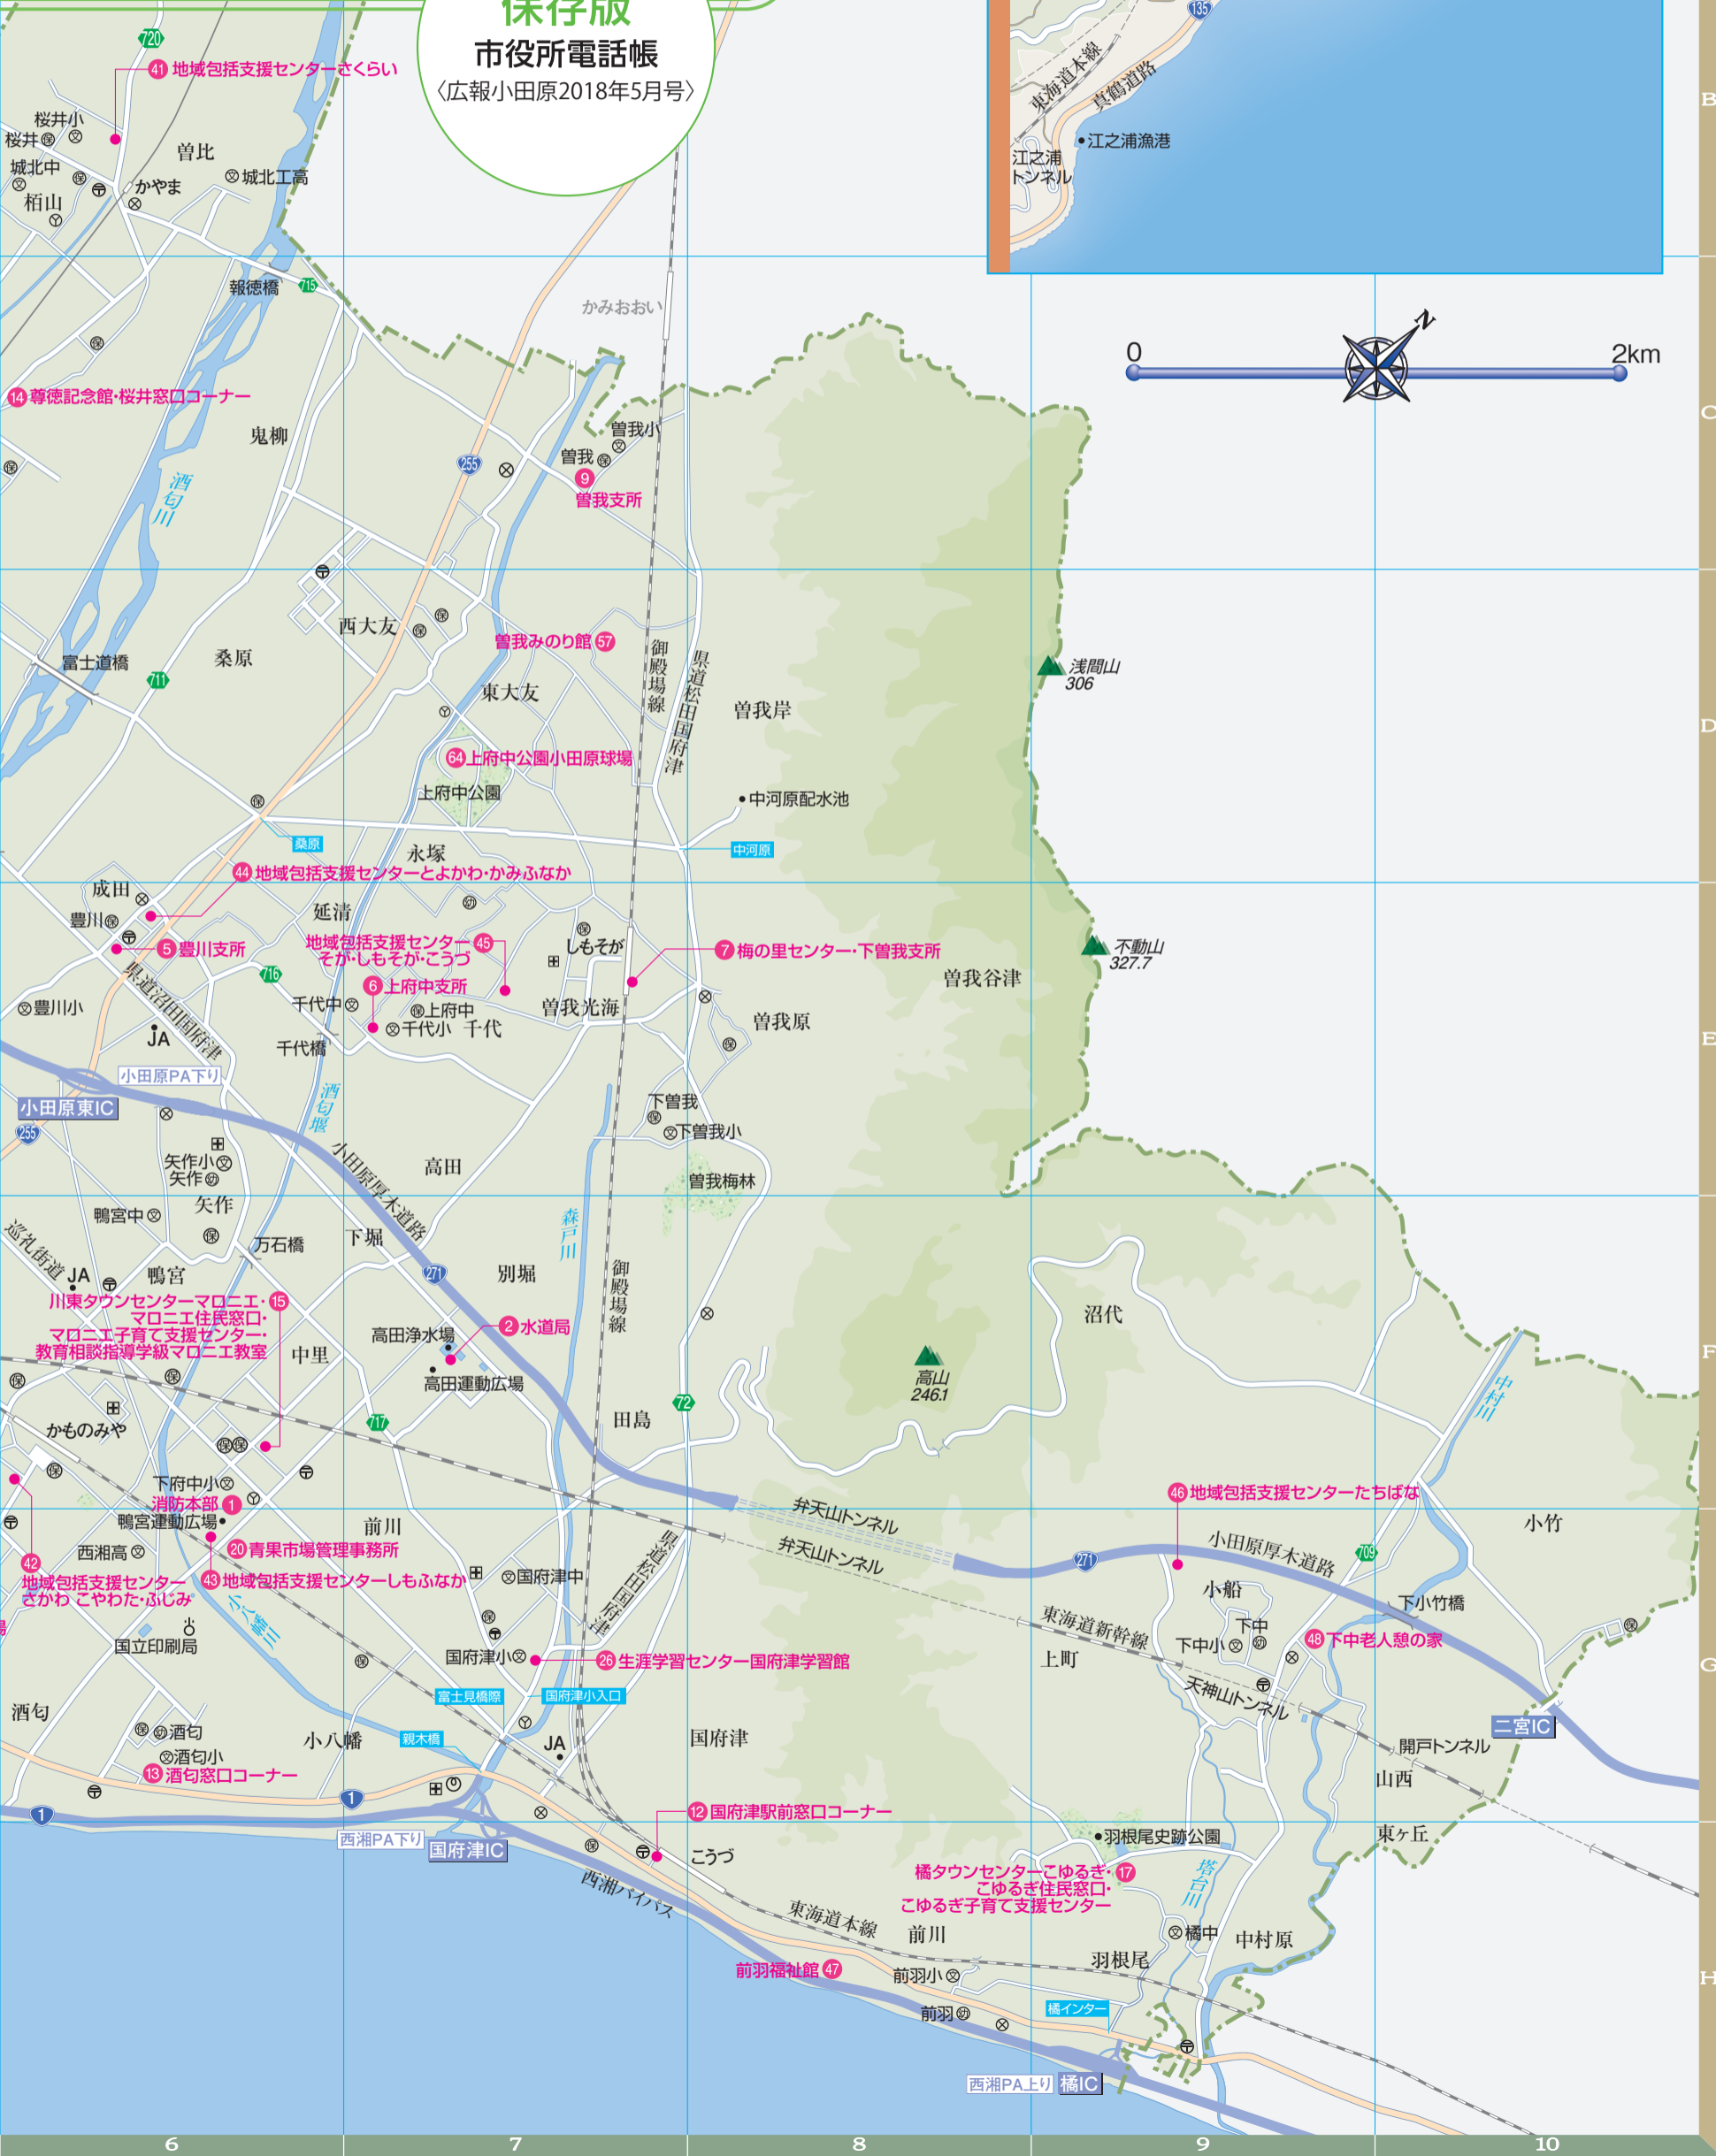 保存版
市役所電話帳
〈広報小田原2018年5月号〉
135
東海道本線
真鶴道路
江之浦漁港
江之浦
トンネル
B
720
41 地域包括支援センターさくらい
桜井小
桜井 保
城北中
曽比
城北工高
かやま
栢山
報徳橋
715
かみおおい
0
2km
N
14 尊徳記念館・桜井窓口コーナー
C
鬼柳
酒匂川
255
曽我小
曽我 保
9
曽我支所
西大友
桑原
富士道橋
711
曽我みのり館 57
東大友
御殿場線
県道松田国府津
曽我岸
浅間山
306
D
64 上府中公園小田原球場
上府中公園
中河原配水池
桑原
中河原
永塚
44 地域包括支援センターとよかわ・かみふなか
成田
豊川 保
延清
5 豊川支所
地域包括支援センター 45
そが・しもそが・こうづ
しもそが
7 梅の里センター・下曽我支所
不動山
327.7
曽我谷津
716
6 上府中支所
県道沼田国府津
豊川小
JA
千代中
保 上府中
千代小
千代
曽我光海
曽我原
千代橋
E
小田原PA下り
小田原東IC
255
酒匂堰
下曽我
保
下曽我小
小田原厚木道路
矢作小
矢作 幼
高田
曽我梅林
矢作
鴨宮中
巡礼街道
下堀
万石橋
森戸川
JA
鴨宮
271
別堀
御殿場線
川東タウンセンターマロニエ・ 15
マロニエ住民窓口・
マロニエ子育て支援センター・
教育相談指導学級マロニエ教室
中里
高田浄水場
2 水道局
高田運動広場
沼代
高山
246.1
F
かものみや
717
72
田島
中村川
下府中小
消防本部 1
鴨宮運動広場
前川
弁天山トンネル
弁天山トンネル
46 地域包括支援センターたちばな
小田原厚木道路
709
小竹
西湘高
20 青果市場管理事務所
42
地域包括支援センター
さかわ こやわた・ふじみ
43 地域包括支援センターしもふなか
国府津中
県道松田国府津
271
小船
下小竹橋
小八幡川
国立印刷局
国府津小
26 生涯学習センター国府津学習館
東海道新幹線
下中
下中小
幼
48 下中老人憩の家
上町
G
天神山トンネル
富士見橋際
国府津小入口
酒匂
保 幼 酒匂
酒匂小
13 酒匂窓口コーナー
小八幡
親木橋
JA
国府津
二宮IC
開戸トンネル
山西
1
1
西湘PA下り
国府津IC
12 国府津駅前窓口コーナー
こうづ
東ヶ丘
羽根尾史跡公園
橘タウンセンターこゆるぎ・ 17
こゆるぎ住民窓口・
こゆるぎ子育て支援センター
塔台川
西湘バイパス
東海道本線
前川
橘中
中村原
羽根尾
前羽福祉館 47
前羽小
前羽 幼
橘インター
H
西湘PA上り
橘IC
6
7
8
9
10